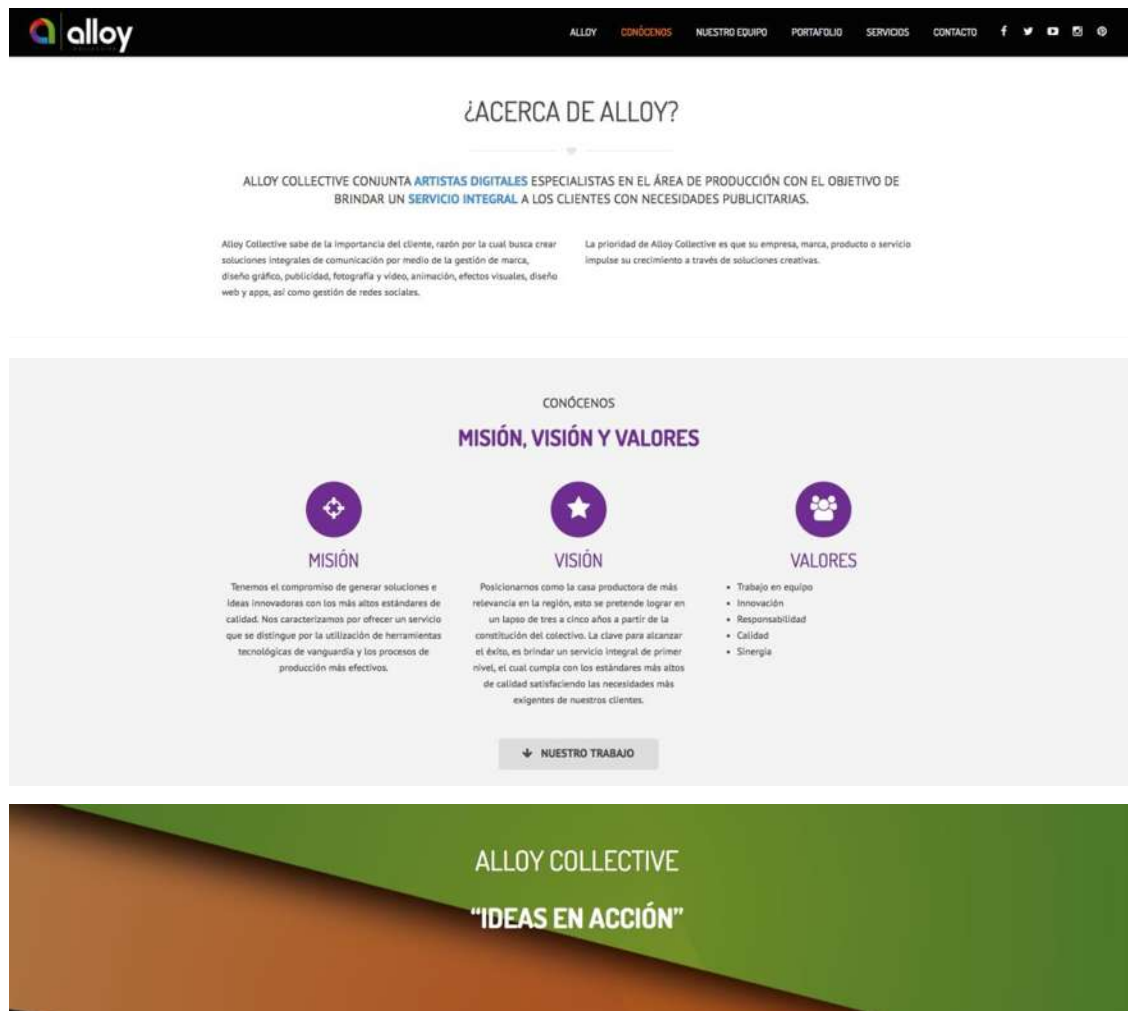 alloy
ALLOY CONÓCENOS NUESTRO EQUIPO PORTAFOLIO SERVICIOS CONTACTO
¿ACERCA DE ALLOY?
ALLOY COLLECTIVE CONJUNTA ARTISTAS DIGITALES ESPECIALISTAS EN EL ÁREA DE PRODUCCIÓN CON EL OBJETIVO DE
BRINDAR UN SERVICIO INTEGRAL A LOS CLIENTES CON NECESIDADES PUBLICITARIAS.
Alloy Collective sabe de la importancia del cliente, razón por la cual busca crear
soluciones integrales de comunicación por medio de la gestión de marca,
diseño gráfico, publicidad, fotografía y vídeo, animación, efectos visuales, diseño
web y apps, así como gestión de redes sociales.
La prioridad de Alloy Collective es que su empresa, marca, producto o servicio
impulse su crecimiento a través de soluciones creativas.
CONÓCENOS
MISIÓN, VISIÓN Y VALORES
MISIÓN
Tenemos el compromiso de generar soluciones e
ideas innovadoras con los más altos estándares de
calidad. Nos caracterizamos por ofrecer un servicio
que se distingue por la utilización de herramientas
tecnológicas de vanguardia y los procesos de
producción más efectivos.
VISIÓN
Posicionarnos como la casa productora de más
relevancia en la región, esto se pretende lograr en
un lapso de tres a cinco años a partir de la
constitución del colectivo. La clave para alcanzar
el éxito, es brindar un servicio integral de primer
nivel, el cual cumpla con los estándares más altos
de calidad satisfaciendo las necesidades más
exigentes de nuestros clientes.
VALORES
• Trabajo en equipo
• Innovación
• Responsabilidad
• Calidad
• Sinergia
NUESTRO TRABAJO
ALLOY COLLECTIVE
“IDEAS EN ACCIÓN”